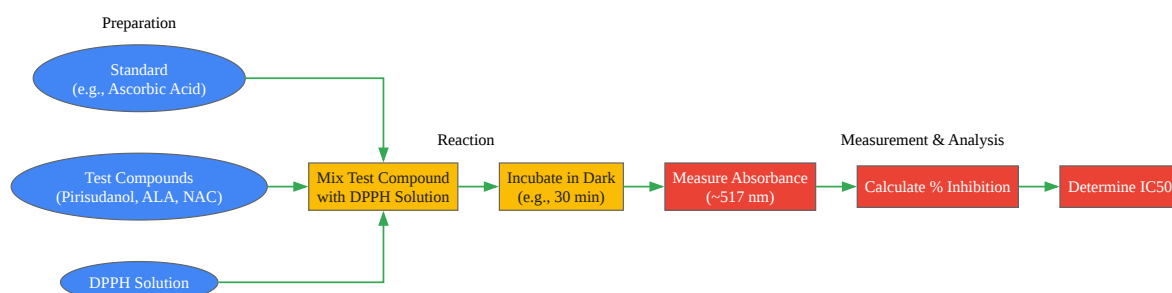 Preparation
Standard
(e.g., Ascorbic Acid)
Reaction
Measurement & Analysis
Test Compounds
(Pirisudanol, ALA, NAC)
Mix Test Compound
with DPPH Solution
Incubate in Dark
(e.g., 30 min)
Measure Absorbance
(~517 nm)
Calculate % Inhibition
Determine IC50
DPPH Solution